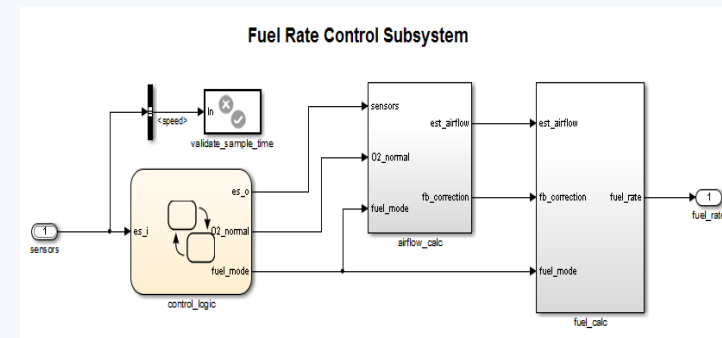 Fuel Rate Control Subsystem
<speed>
In
validate_sample_time
1
sensors
es_i
es_o
O2_normal
fuel_mode
control_logic
sensors
O2_normal
fuel_mode
est_airflow
fb_correction
airflow_calc
est_airflow
fb_correction
fuel_mode
fuel_rate
fuel_calc
1
fuel_rate